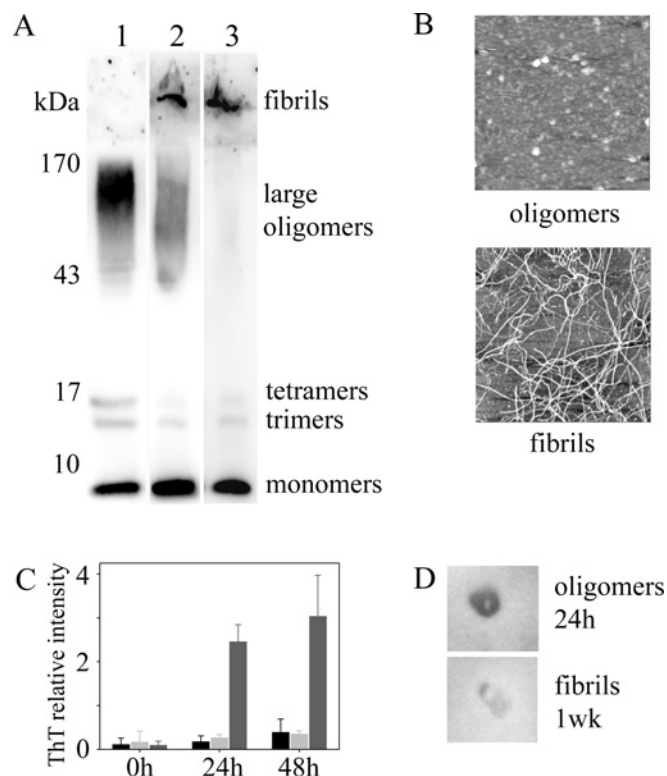 A
B
1 2 3
kDa
fibrils
170
large
oligomers
43
oligomers
17
tetramers
trimers
fibrils
10
monomers
C
D
ThT relative intensity
4
2
0
0h 24h 48h
oligomers
24h
fibrils
1wk